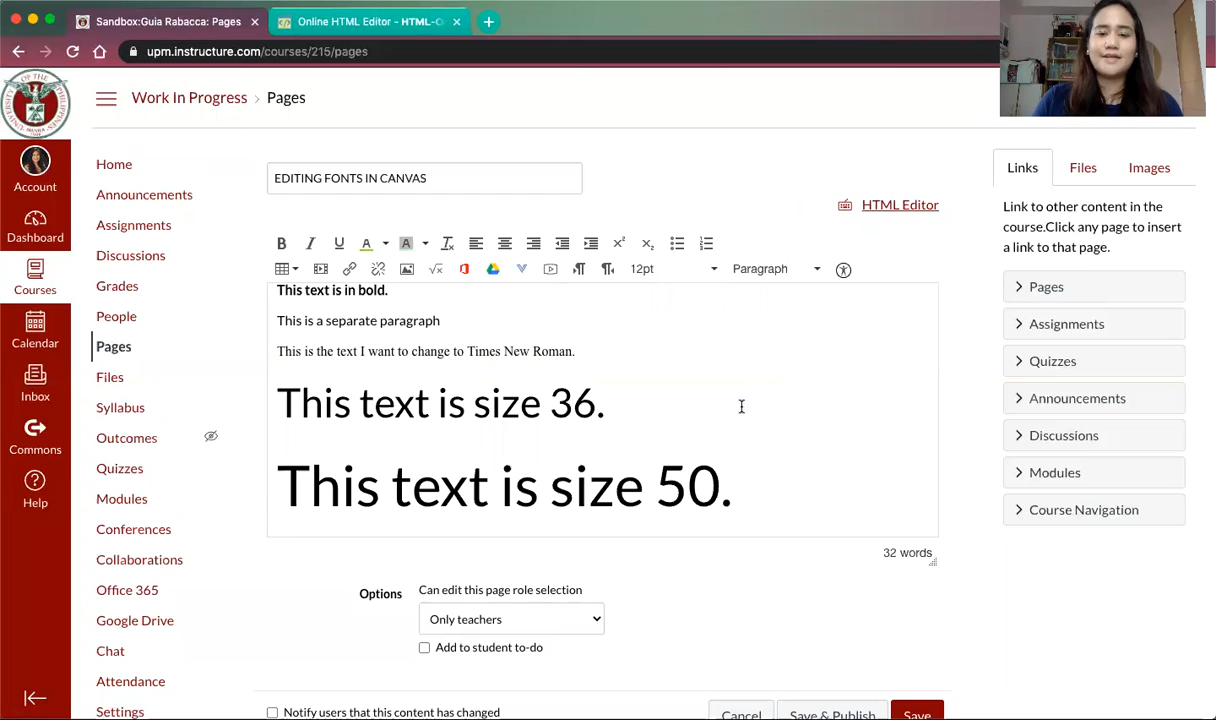 Sandbox:Guia Rabacca: Pages
Online HTML Editor - HTML-O
upm.instructure.com/courses/215/pages
Work In Progress > Pages
Account
Dashboard
Courses
Calendar
Inbox
Commons
Help
Home
Announcements
Assignments
Discussions
Grades
People
Pages
Files
Syllabus
Outcomes
Quizzes
Modules
Conferences
Collaborations
Office 365
Google Drive
Chat
Attendance
Settings
EDITING FONTS IN CANVAS
HTML Editor
12pt
Paragraph
This text is in bold.
This is a separate paragraph
This is the text I want to change to Times New Roman.
This text is size 36.
This text is size 50.
32 words
Options
Can edit this page role selection
Only teachers
Add to student to-do
Notify users that this content has changed
Cancel
Save & Publish
Save
Links
Files
Images
Link to other content in the
course.Click any page to insert
a link to that page.
Pages
Assignments
Quizzes
Announcements
Discussions
Modules
Course Navigation